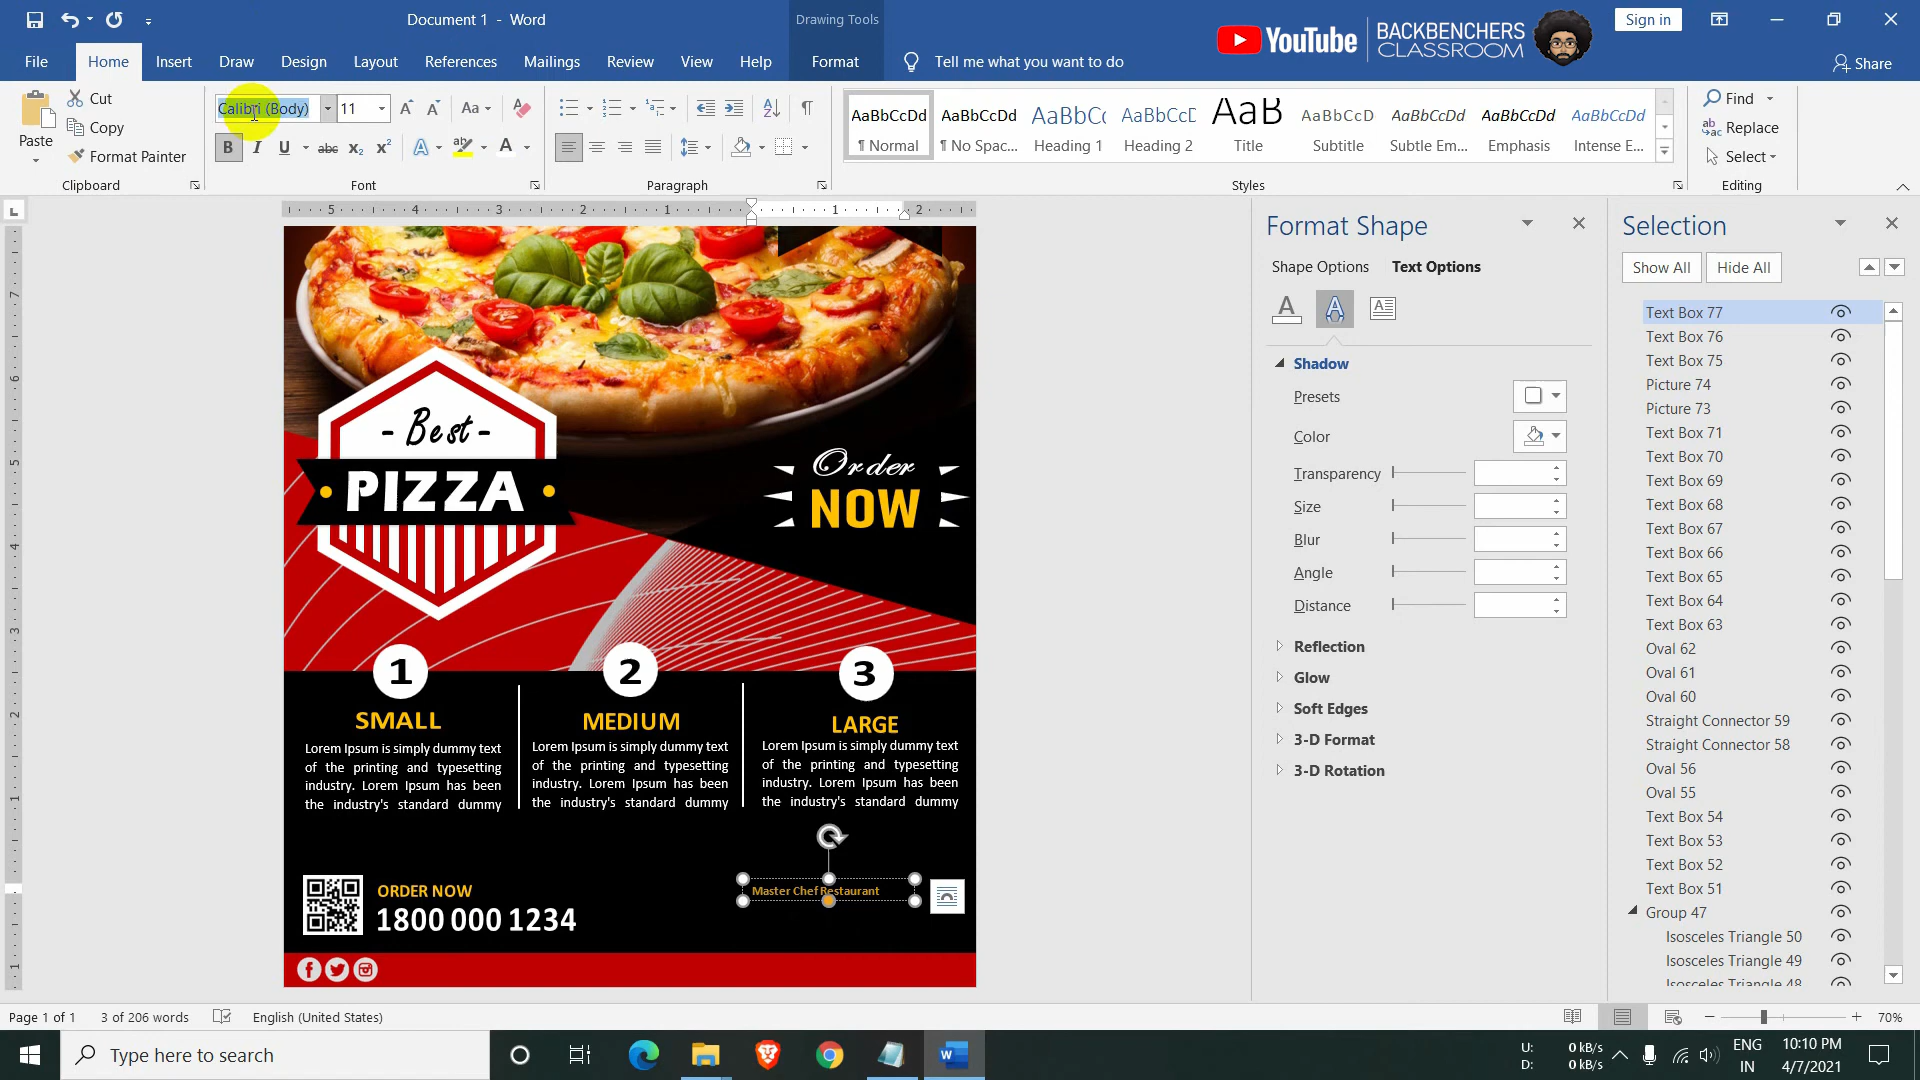 Document 1 - Word
Drawing Tools
YouTube
BACKBENCHERS
CLASSROOM
Sign in
File
Home
Insert
Draw
Design
Layout
References
Mailings
Review
View
Help
Format
Tell me what you want to do
Share
Paste
Cut
Copy
Format Painter
Clipboard
Calibri (Body)
11
Aa
B I U abc x₂ x²
Font
Paragraph
AaBbCcDd
¶ Normal
AaBbCcDd
¶ No Spac...
AaBbCc
Heading 1
AaBbCcC
Heading 2
AaB
Title
AaBbCcD
Subtitle
AaBbCcDd
Subtle Em...
AaBbCcDd
Emphasis
AaBbCcDd
Intense E...
Styles
Find
Replace
Select
Editing
- Best -
PIZZA
Order
NOW
1
SMALL
Lorem Ipsum is simply dummy text
of the printing and typesetting
industry. Lorem Ipsum has been
the industry's standard dummy
2
MEDIUM
Lorem Ipsum is simply dummy text
of the printing and typesetting
industry. Lorem Ipsum has been
the industry's standard dummy
3
LARGE
Lorem Ipsum is simply dummy text
of the printing and typesetting
industry. Lorem Ipsum has been
the industry's standard dummy
ORDER NOW
1800 000 1234
Master Chef Restaurant
Format Shape
Shape Options
Text Options
Shadow
Presets
Color
Transparency
Size
Blur
Angle
Distance
Reflection
Glow
Soft Edges
3-D Format
3-D Rotation
Selection
Show All
Hide All
Text Box 77
Text Box 76
Text Box 75
Picture 74
Picture 73
Text Box 71
Text Box 70
Text Box 69
Text Box 68
Text Box 67
Text Box 66
Text Box 65
Text Box 64
Text Box 63
Oval 62
Oval 61
Oval 60
Straight Connector 59
Straight Connector 58
Oval 56
Oval 55
Text Box 54
Text Box 53
Text Box 52
Text Box 51
Group 47
Isosceles Triangle 50
Isosceles Triangle 49
Isosceles Triangle 48
Page 1 of 1
3 of 206 words
English (United States)
70%
Type here to search
U: 0 kB/s
D: 0 kB/s
ENG
IN
10:10 PM
4/7/2021